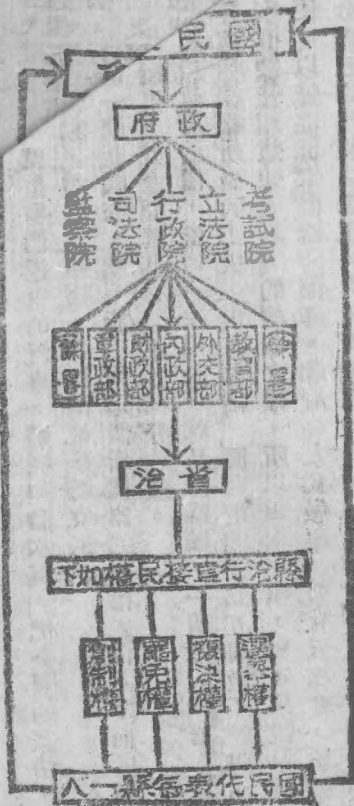 國民
政府
考試院
立法院
行政院
司法院
監察院
教育部
外交部
內政部
財政部
軍政部
省治
縣治行直接民權如下
選舉權
複決權
罷免權
創制權
國民代表每縣一人